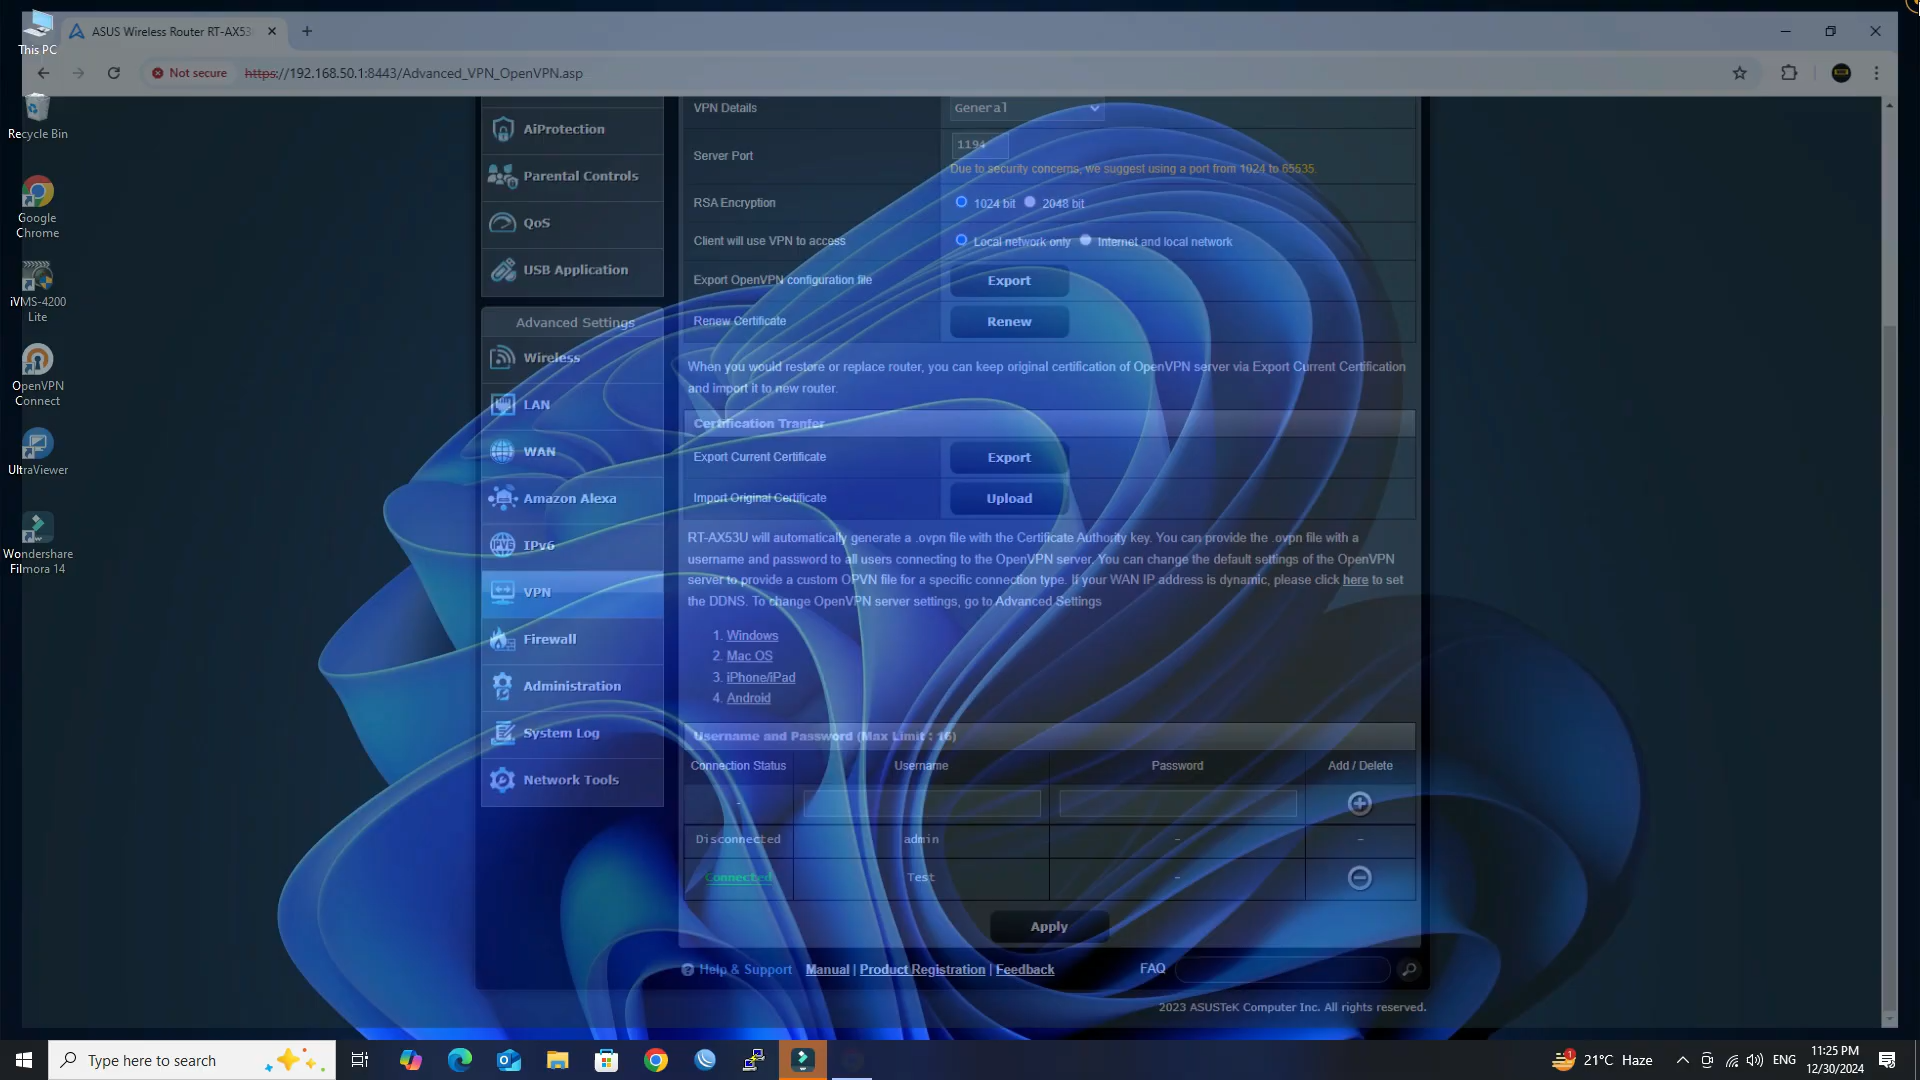 This PC
ASUS Wireless Router RT-AX53
Not secure
https://192.168.50.1:8443/Advanced_VPN_OpenVPN.asp
Recycle Bin
Google
Chrome
iVMS-4200
Lite
OpenVPN
Connect
UltraViewer
Wondershare
Filmora 14
AiProtection
Parental Controls
QoS
USB Application
Advanced Settings
Wireless
LAN
WAN
Amazon Alexa
IPv6
VPN
Firewall
Administration
System Log
Network Tools
VPN Details
General
Server Port
1194
Due to security concerns, we suggest using a port from 1024 to 65535.
RSA Encryption
1024 bit 2048 bit
Client will use VPN to access
Local network only Internet and local network
Export OpenVPN configuration file
Export
Renew Certificate
Renew
When you would restore or replace router, you can keep original certification of OpenVPN server via Export Current Certification
and import it to new router.
Certification Tranfer
Export Current Certificate
Export
Import Original Certificate
Upload
RT-AX53U will automatically generate a .ovpn file with the Certificate Authority key. You can provide the .ovpn file with a
username and password to all users connecting to the OpenVPN server. You can change the default settings of the OpenVPN
server to provide a custom OPVN file for a specific connection type. If your WAN IP address is dynamic, please click here to set
the DDNS. To change OpenVPN server settings, go to Advanced Settings
1. Windows
2. Mac OS
3. iPhone/iPad
4. Android
Username and Password (Max Limit : 16)
Connection Status Username Password Add / Delete
-
Disconnected admin - -
Connected Test -
Apply
Help & Support Manual | Product Registration | Feedback FAQ
2023 ASUSTeK Computer Inc. All rights reserved.
Type here to search
1
21°C Haze
ENG
11:25 PM
12/30/2024